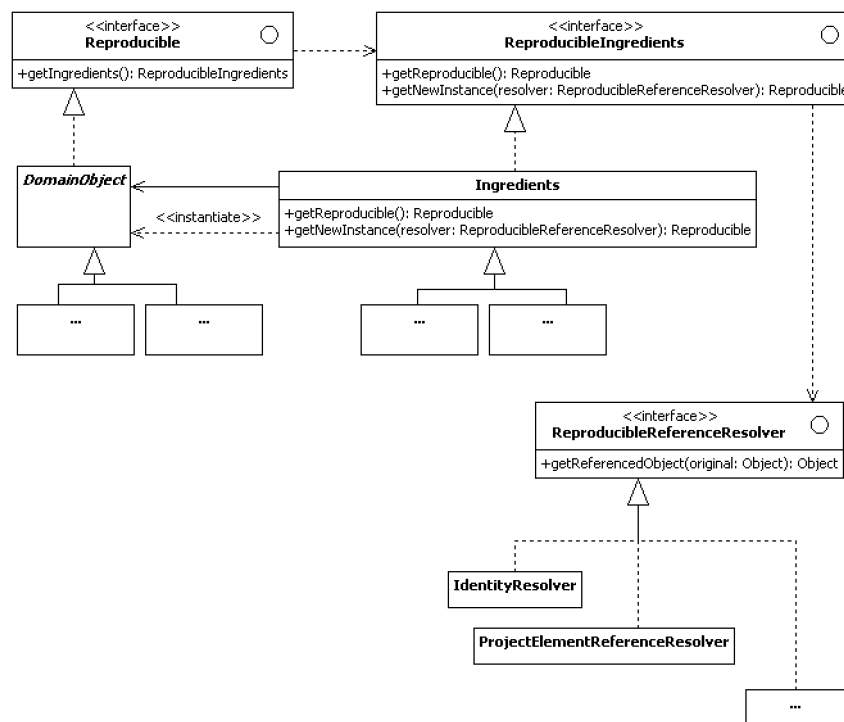 <<interface>>
Reproducible
+getIngredients(): ReproducibleIngredients
<<interface>>
ReproducibleIngredients
+getReproducible(): Reproducible
+getNewInstance(resolver: ReproducibleReferenceResolver): Reproducible
DomainObject
<<instantiate>>
Ingredients
+getReproducible(): Reproducible
+getNewInstance(resolver: ReproducibleReferenceResolver): Reproducible
...
...
...
...
<<interface>>
ReproducibleReferenceResolver
+getReferencedObject(original: Object): Object
IdentityResolver
ProjectElementReferenceResolver
...